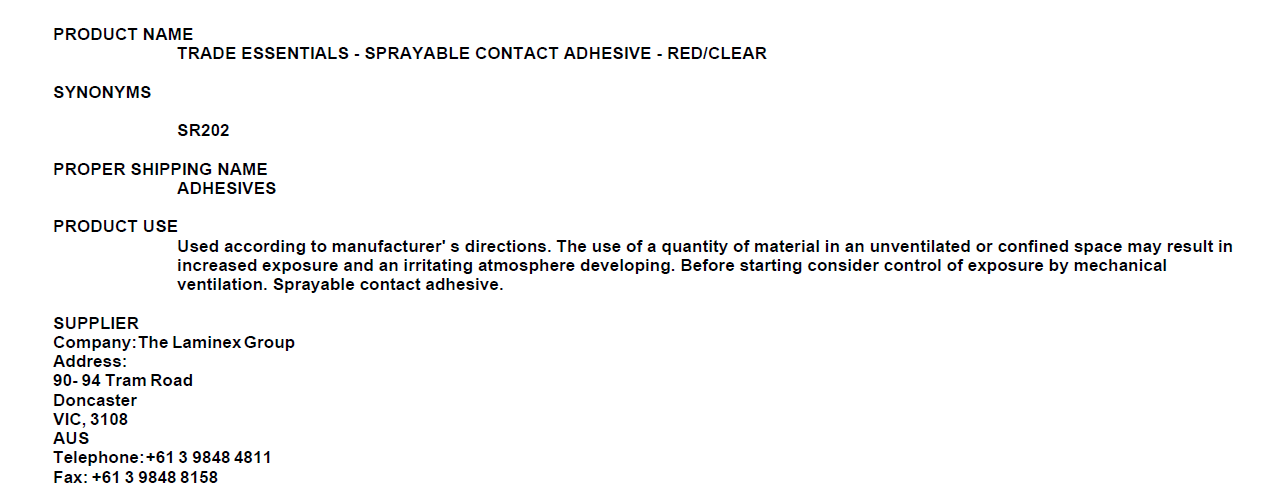 PRODUCT NAME
TRADE ESSENTIALS - SPRAYABLE CONTACT ADHESIVE - RED/CLEAR
SYNONYMS
SR202
PROPER SHIPPING NAME
ADHESIVES
PRODUCT USE
Used according to manufacturer' s directions. The use of a quantity of material in an unventilated or confined space may result in
increased exposure and an irritating atmosphere developing. Before starting consider control of exposure by mechanical
ventilation. Sprayable contact adhesive.
SUPPLIER
Company: The Laminex Group
Address:
90- 94 Tram Road
Doncaster
VIC, 3108
AUS
Telephone: +61 3 9848 4811
Fax: +61 3 9848 8158